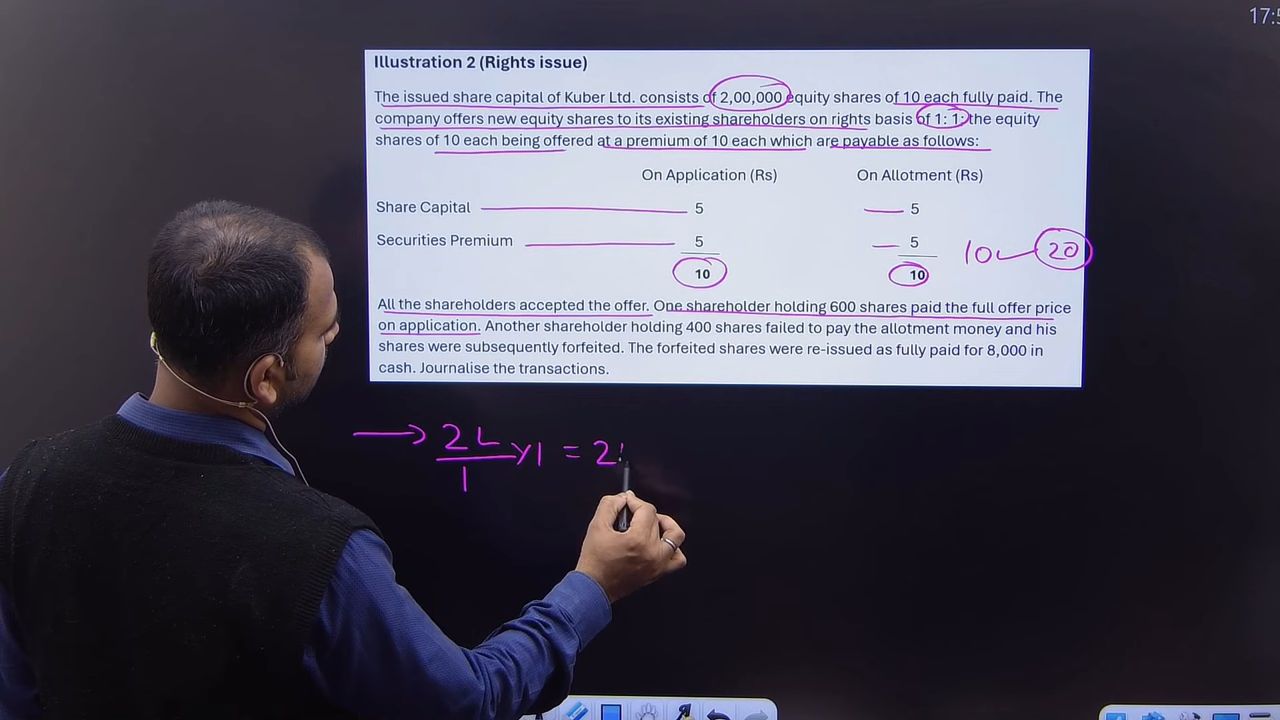 17:5
Illustration 2 (Rights issue)
The issued share capital of Kuber Ltd. consists of 2,00,000 equity shares of 10 each fully paid. The
company offers new equity shares to its existing shareholders on rights basis of 1: 1: the equity
shares of 10 each being offered at a premium of 10 each which are payable as follows:
On Application (Rs) On Allotment (Rs)
Share Capital 5 5
Securities Premium 5 5
10 10 10 20
All the shareholders accepted the offer. One shareholder holding 600 shares paid the full offer price
on application. Another shareholder holding 400 shares failed to pay the allotment money and his
shares were subsequently forfeited. The forfeited shares were re-issued as fully paid for 8,000 in
cash. Journalise the transactions.
→ 2L/1 x 1 = 2